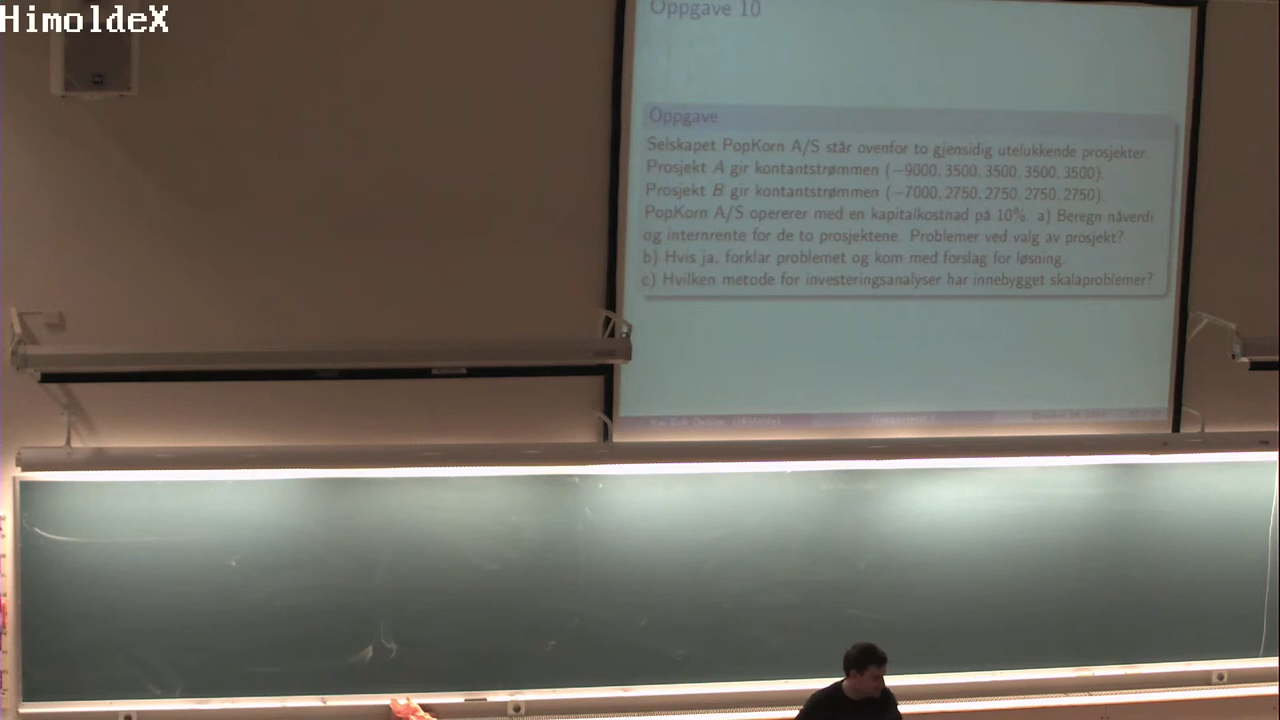 HimoldeX
Oppgave 10
Oppgave
Selskapet PopKorn A/S står ovenfor to gjensidig utelukkende prosjekter.
Prosjekt A gir kontantstrømmen (−9000, 3500, 3500, 3500, 3500).
Prosjekt B gir kontantstrømmen (−7000, 2750, 2750, 2750, 2750).
PopKorn A/S opererer med en kapitalkostnad på 10%. a) Beregn nåverdi
og internrente for de to prosjektene. Problemer ved valg av prosjekt?
b) Hvis ja, forklar problemet og kom med forslag for løsning.
c) Hvilken metode for investeringsanalyser har innebygget skalaproblemer?